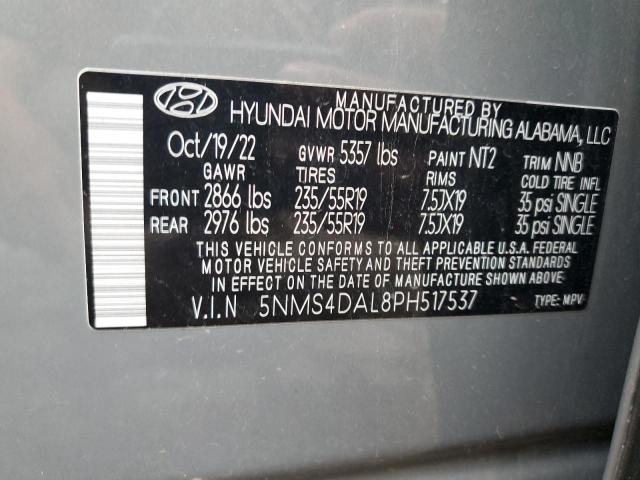 MANUFACTURED BY
HYUNDAI MOTOR MANUFACTURING ALABAMA, LLC
Oct/19/22 GVWR 5357 lbs PAINT NT2 TRIM NNB
GAWR TIRES RIMS COLD TIRE INFL
FRONT 2866 lbs 235/55R19 7.5JX19 35 psi SINGLE
REAR 2976 lbs 235/55R19 7.5JX19 35 psi SINGLE
THIS VEHICLE CONFORMS TO ALL APPLICABLE U.S.A. FEDERAL
MOTOR VEHICLE SAFETY AND THEFT PREVENTION STANDARDS
IN EFFECT ON THE DATE OF MANUFACTURE SHOWN ABOVE.
V.I.N 5NMS4DAL8PH517537 TYPE: MPV